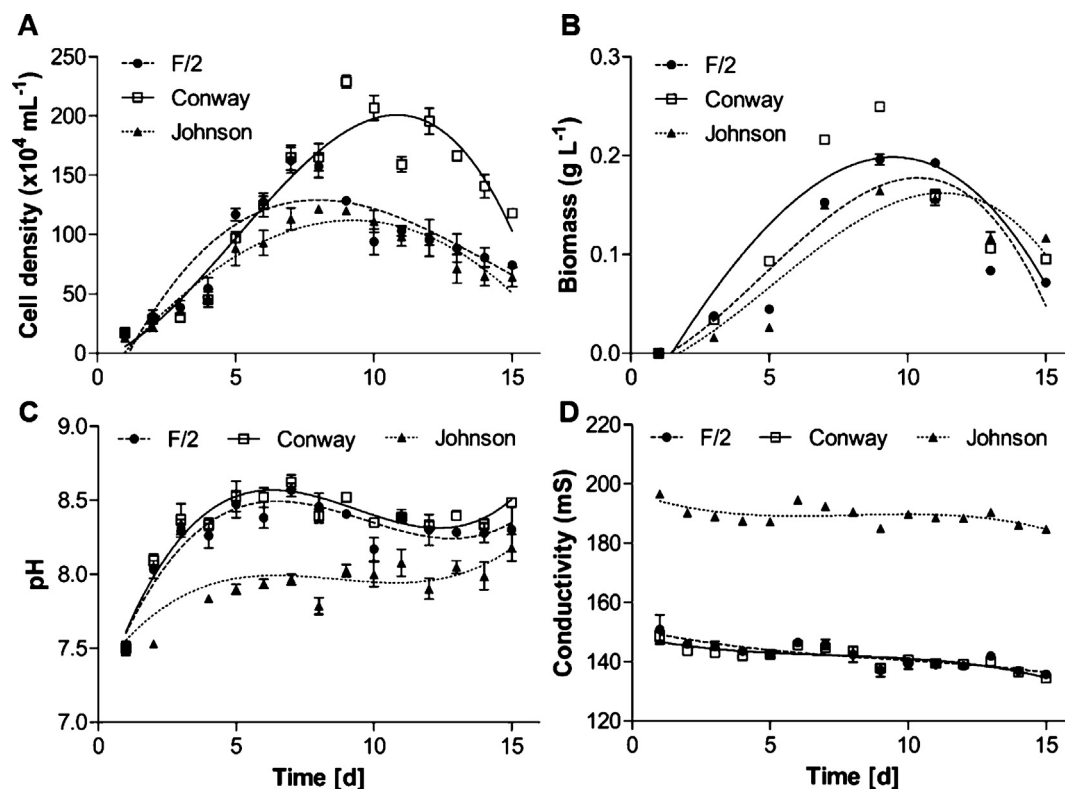 A
Cell density (x10⁴ mL⁻¹)
250
200
150
100
50
0
F/2
Conway
Johnson
0 5 10 15
B
Biomass (g L⁻¹)
0.3
0.2
0.1
0.0
F/2
Conway
Johnson
0 5 10 15
C
pH
9.0
8.5
8.0
7.5
7.0
F/2 Conway Johnson
0 5 10 15
Time [d]
D
Conductivity (mS)
220
200
180
160
140
120
F/2 Conway Johnson
0 5 10 15
Time [d]